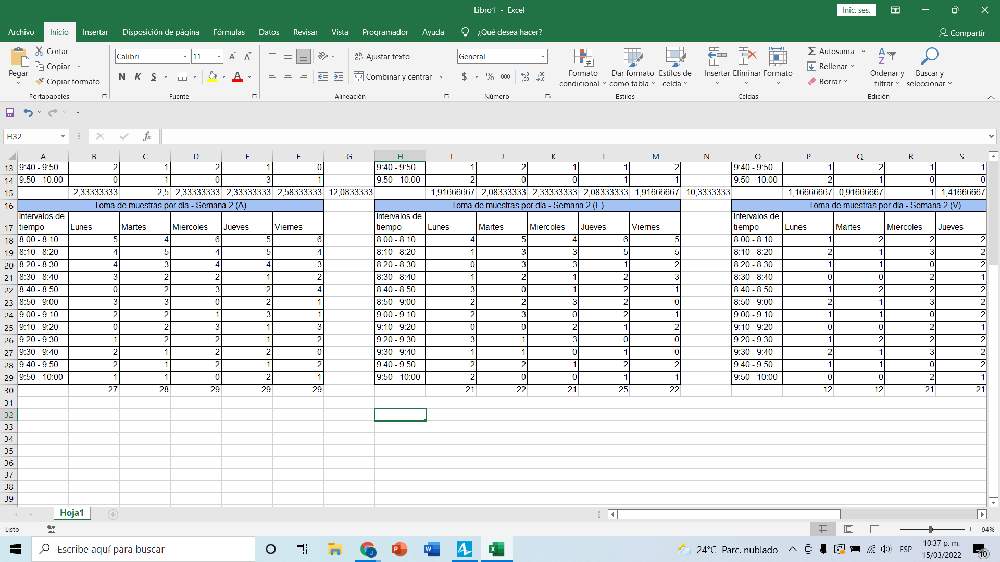 Libro1 - Excel
Inic. ses.
Archivo Inicio Insertar Disposición de página Fórmulas Datos Revisar Vista Programador Ayuda ¿Qué desea hacer? Compartir
Pegar
Cortar
Copiar
Copiar formato
Portapapeles
Calibri 11
N K S
Fuente
Ajustar texto
Combinar y centrar
Alineación
General
$ % 000
Número
Formato condicional
Dar formato como tabla
Estilos de celda
Estilos
Insertar Eliminar Formato
Celdas
Autosuma
Rellenar
Borrar
Ordenar y filtrar
Buscar y seleccionar
Edición
H32 fx
A B C D E F G H I J K L M N O P Q R S
13 9:40 - 9:50 2 1 2 1 0 9:40 - 9:50 1 2 1 1 2 9:40 - 9:50 1 2 1 1
14 9:50 - 10:00 0 1 0 3 1 9:50 - 10:00 2 0 0 1 1 9:50 - 10:00 2 1 0 0
15 2,33333333 2,5 2,33333333 2,33333333 2,58333333 12,0833333 1,91666667 2,08333333 2,33333333 2,08333333 1,91666667 10,3333333 1,16666667 0,91666667 1 1,41666667
16 Toma de muestras por día - Semana 2 (A) Toma de muestras por día - Semana 2 (E) Toma de muestras por día - Semana 2 (V)
17 Intervalos de tiempo Lunes Martes Miercoles Jueves Viernes Intervalos de tiempo Lunes Martes Miercoles Jueves Viernes Intervalos de tiempo Lunes Martes Miercoles Jueves
18 8:00 - 8:10 5 4 6 5 6 8:00 - 8:10 4 5 4 6 5 8:00 - 8:10 1 2 2 2
19 8:10 - 8:20 4 5 4 5 4 8:10 - 8:20 1 3 3 5 5 8:10 - 8:20 2 1 3 2
20 8:20 - 8:30 4 3 4 4 3 8:20 - 8:30 0 3 3 1 2 8:20 - 8:30 1 1 0 2
21 8:30 - 8:40 3 2 2 1 2 8:30 - 8:40 1 2 1 2 3 8:30 - 8:40 0 0 2 1
22 8:40 - 8:50 0 2 3 2 4 8:40 - 8:50 3 0 1 2 1 8:40 - 8:50 1 2 2 2
23 8:50 - 9:00 3 3 0 2 1 8:50 - 9:00 2 2 3 2 0 8:50 - 9:00 2 1 3 2
24 9:00 - 9:10 2 2 1 3 1 9:00 - 9:10 2 3 0 2 1 9:00 - 9:10 1 1 0 2
25 9:10 - 9:20 0 2 3 1 3 9:10 - 9:20 0 0 2 1 2 9:10 - 9:20 0 0 2 1
26 9:20 - 9:30 1 2 2 1 2 9:20 - 9:30 3 1 3 0 0 9:20 - 9:30 1 2 2 2
27 9:30 - 9:40 2 1 2 2 0 9:30 - 9:40 1 1 0 1 0 9:30 - 9:40 2 1 3 2
28 9:40 - 9:50 2 1 2 1 2 9:40 - 9:50 2 2 1 2 2 9:40 - 9:50 1 1 0 2
29 9:50 - 10:00 1 1 0 2 1 9:50 - 10:00 2 0 0 1 1 9:50 - 10:00 0 0 2 1
30 27 28 29 29 29 21 22 21 25 22 12 12 21 21
31
32
33
34
35
36
37
38
39
Hoja1
Listo 94%
Escribe aquí para buscar
24°C Parc. nublado ESP
10:37 p. m.
15/03/2022
10